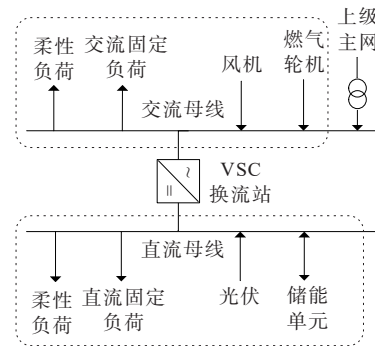 上级
主网
柔性
负荷
交流固定
负荷
风机
燃气
轮机
交流母线
VSC
换流站
直流母线
柔性
负荷
直流固定
负荷
光伏
储能
单元